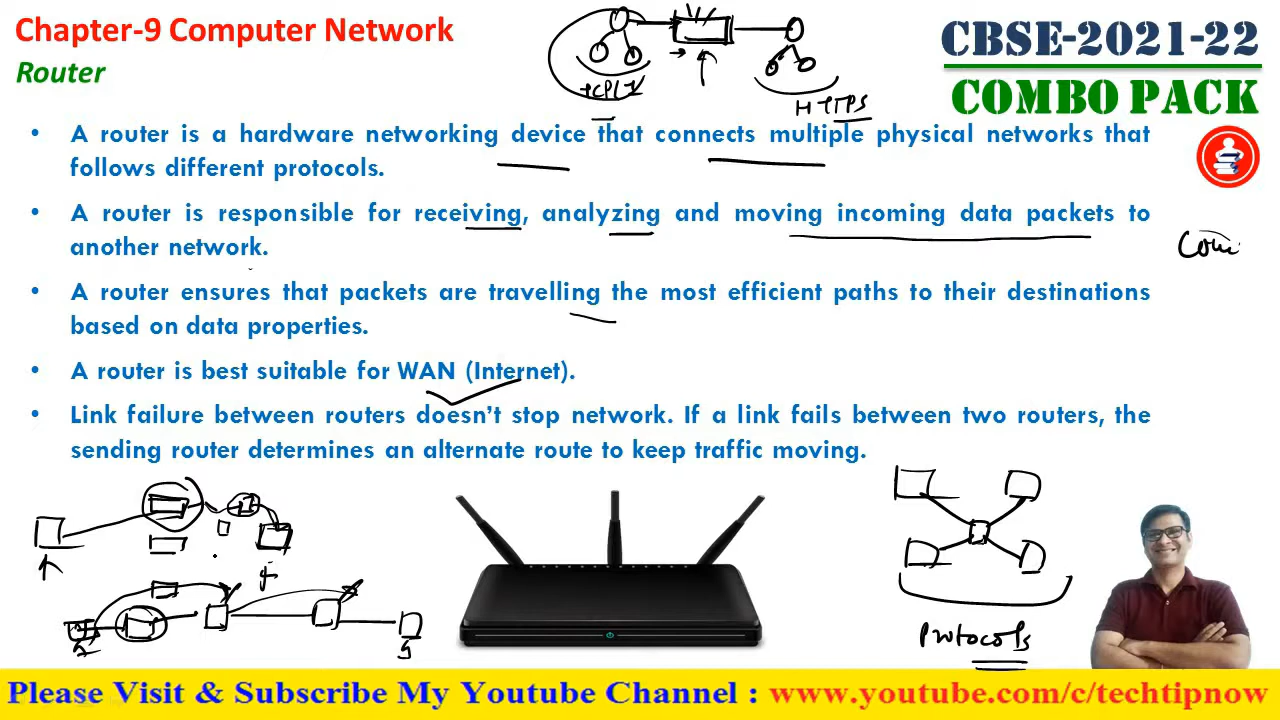 Chapter-9 Computer Network
Router
CBSE-2021-22
COMBO PACK
HTTPS
• A router is a hardware networking device that connects multiple physical networks that
follows different protocols.
• A router is responsible for receiving, analyzing and moving incoming data packets to
another network.
• A router ensures that packets are travelling the most efficient paths to their destinations
based on data properties.
• A router is best suitable for WAN (Internet).
• Link failure between routers doesn't stop network. If a link fails between two routers, the
sending router determines an alternate route to keep traffic moving.
Protocols
Please Visit & Subscribe My Youtube Channel : www.youtube.com/c/techtipnow